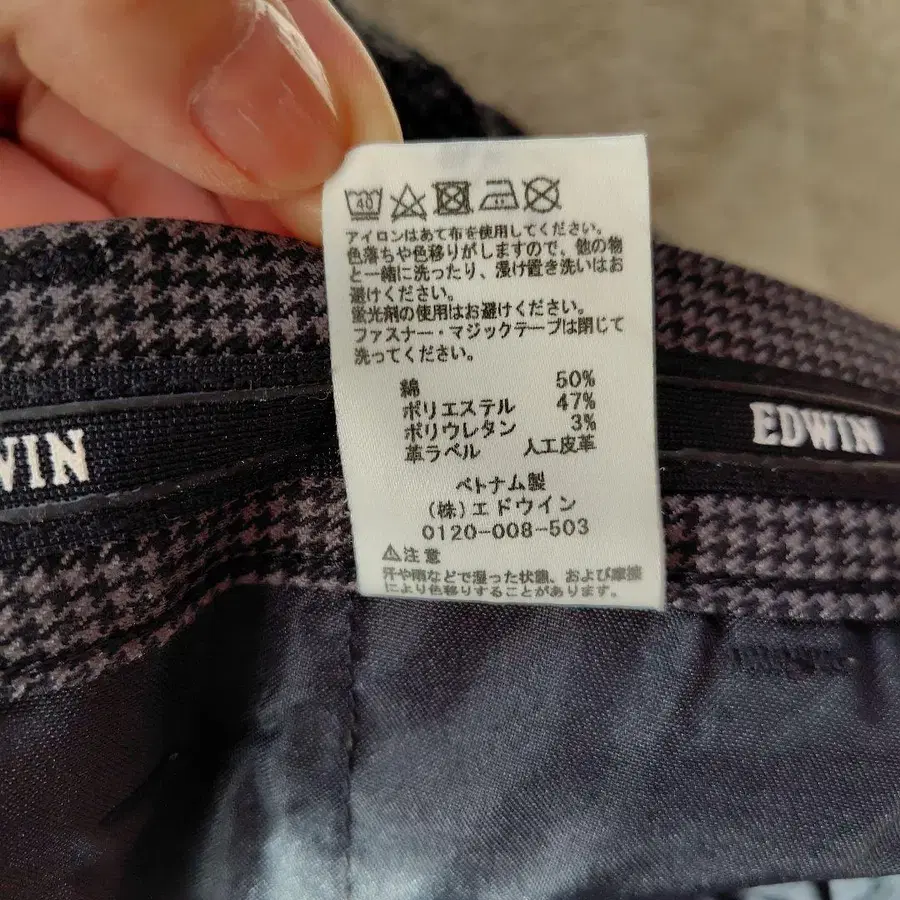 40
アイロンはあて布を使用してください。
色落ちや色移りがしますので、他の物
と一緒に洗ったり、浸け置き洗いはお
避けください。
蛍光剤の使用はお避けください。
ファスナー・マジックテープは閉じて
洗ってください。
綿 50%
ポリエステル 47%
ポリウレタン 3%
革ラベル 人工皮革
WIN
EDWIN
ベトナム製
(株)エドウイン
0120-008-503
⚠注意
汗や雨などで湿った状態、および摩擦
により色移りすることがあります。